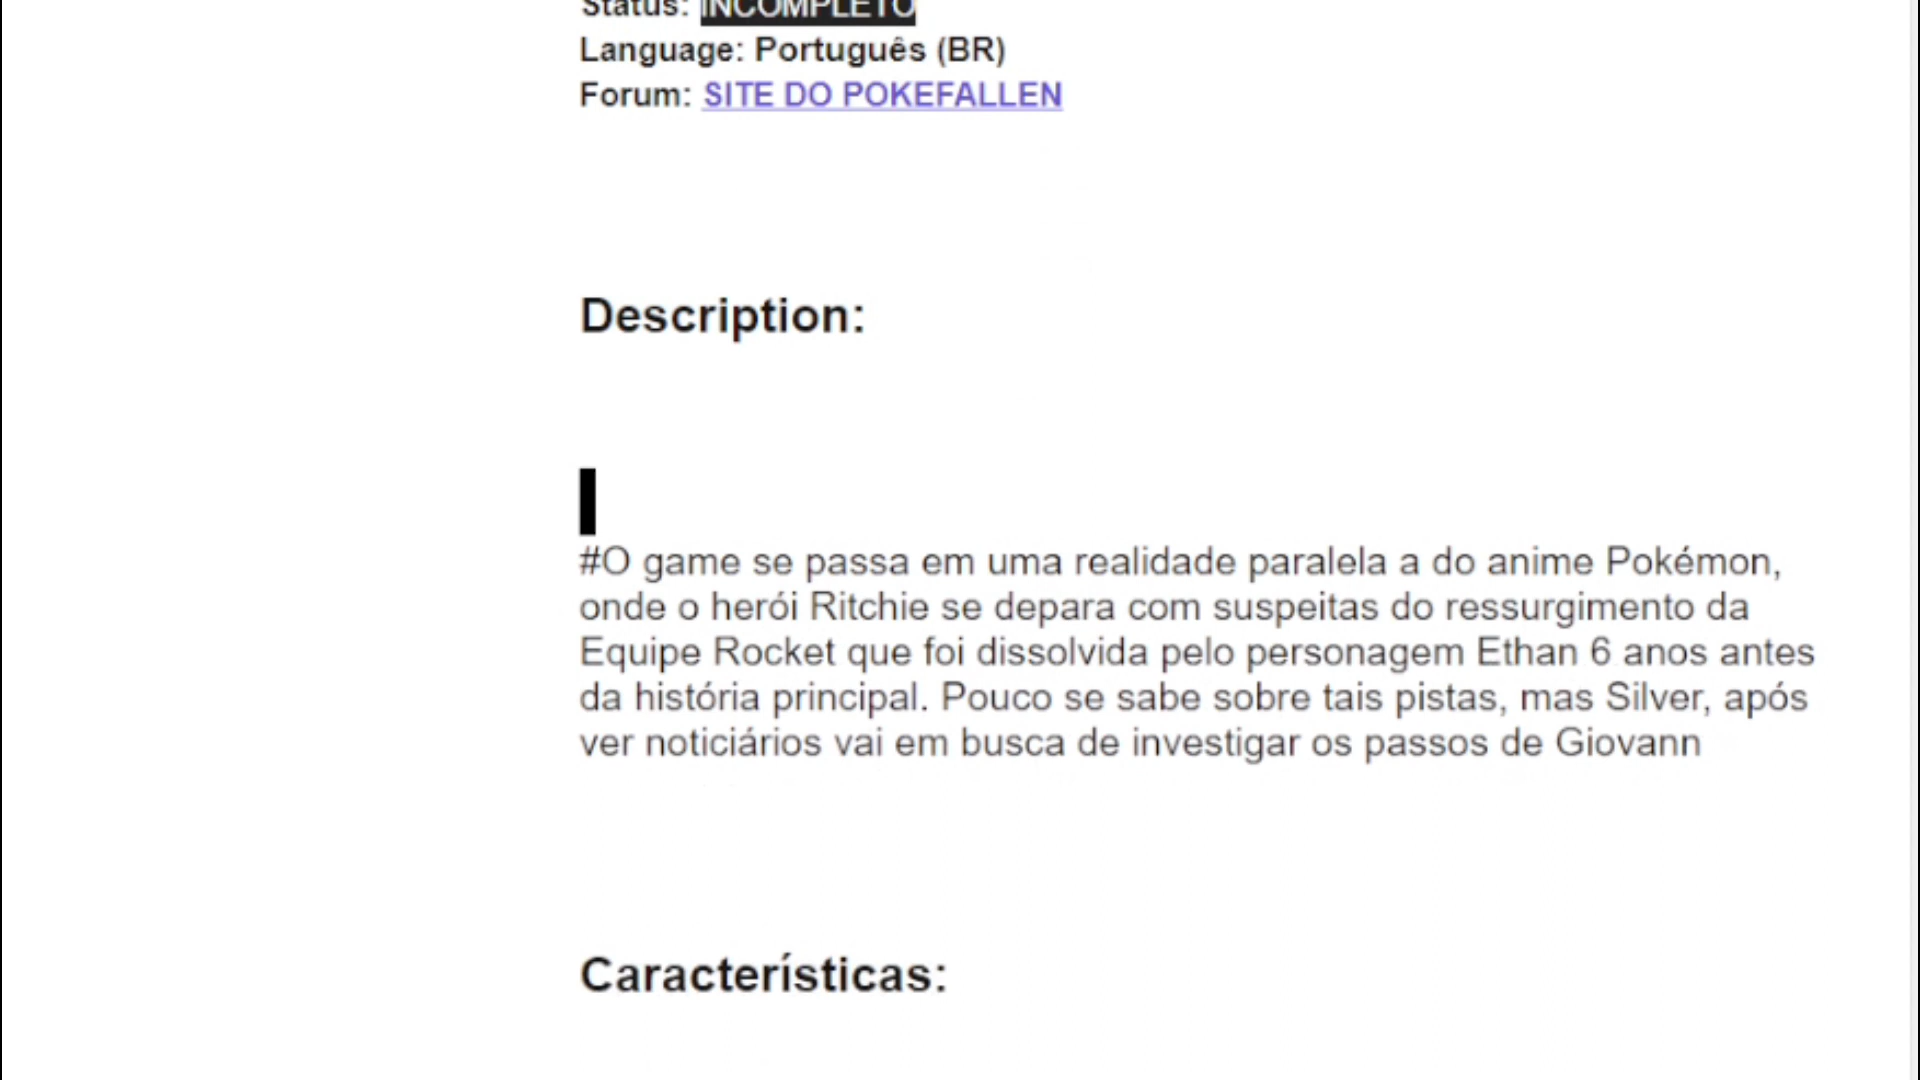 Status: INCOMPLETO
Language: Português (BR)
Forum: SITE DO POKEFALLEN
Description:
#O game se passa em uma realidade paralela a do anime Pokémon,
onde o herói Ritchie se depara com suspeitas do ressurgimento da
Equipe Rocket que foi dissolvida pelo personagem Ethan 6 anos antes
da história principal. Pouco se sabe sobre tais pistas, mas Silver, após
ver noticiários vai em busca de investigar os passos de Giovann
Características: